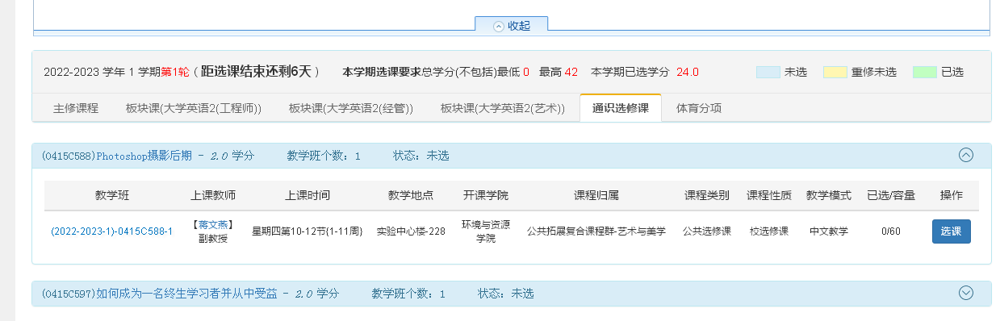 收起
2022-2023 学年 1 学期第1轮（距选课结束还剩6天） 本学期选课要求总学分(不包括)最低 0 最高 42 本学期已选学分 24.0 未选 重修未选 已选
主修课程 板块课(大学英语2(工程师)) 板块课(大学英语2(经管)) 板块课(大学英语2(艺术)) 通识选修课 体育分项
(0415C588)Photoshop摄影后期 - 2.0 学分 教学班个数：1 状态：未选
教学班 上课教师 上课时间 教学地点 开课学院 课程归属 课程类别 课程性质 教学模式 已选/容量 操作
(2022-2023-1)-0415C588-1 【蒋文燕】副教授 星期四第10-12节{1-11周} 实验中心楼-228 环境与资源学院 公共拓展复合课程群-艺术与美学 公共选修课 校选修课 中文教学 0/60 选课
(0415C597)如何成为一名终生学习者并从中受益 - 2.0 学分 教学班个数：1 状态：未选